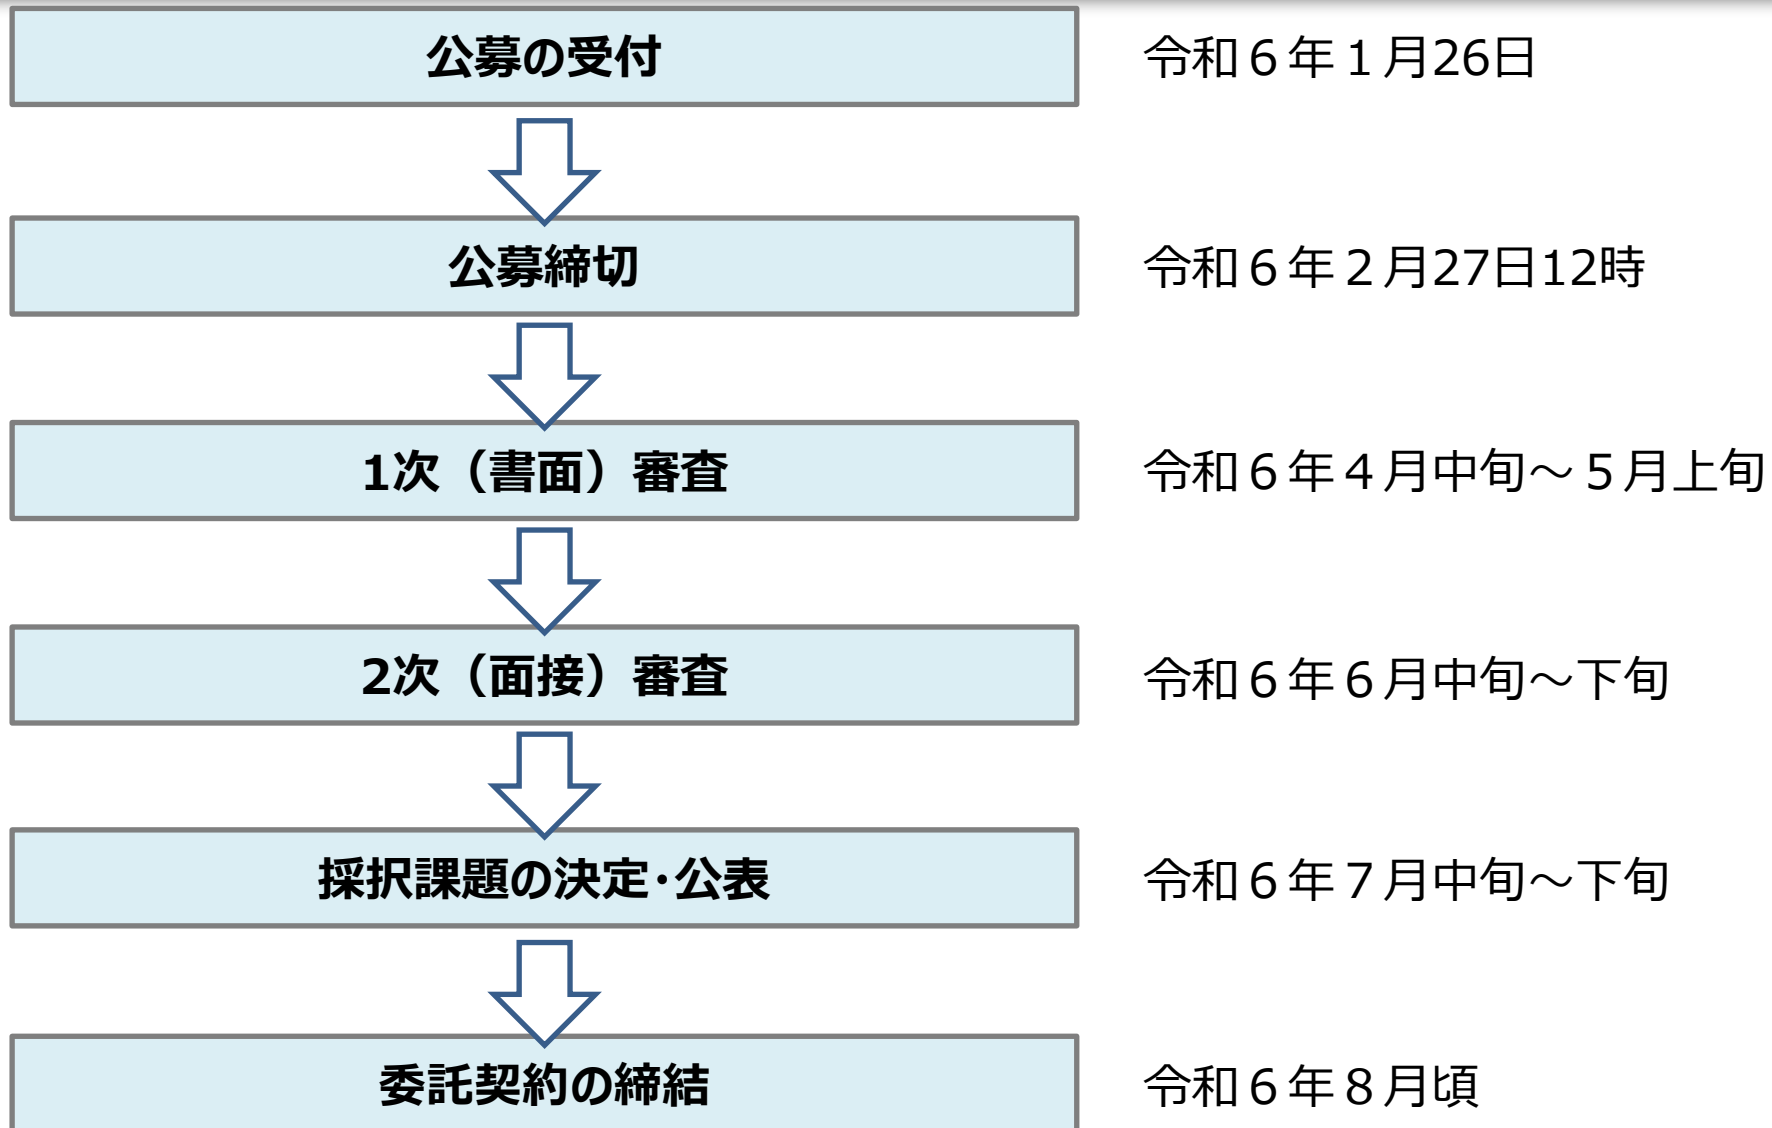 公募の受付
令和６年１月26日
公募締切
令和６年２月27日12時
1次（書面）審査
令和６年４月中旬～５月上旬
2次（面接）審査
令和６年６月中旬～下旬
採択課題の決定･公表
令和６年７月中旬～下旬
委託契約の締結
令和６年８月頃